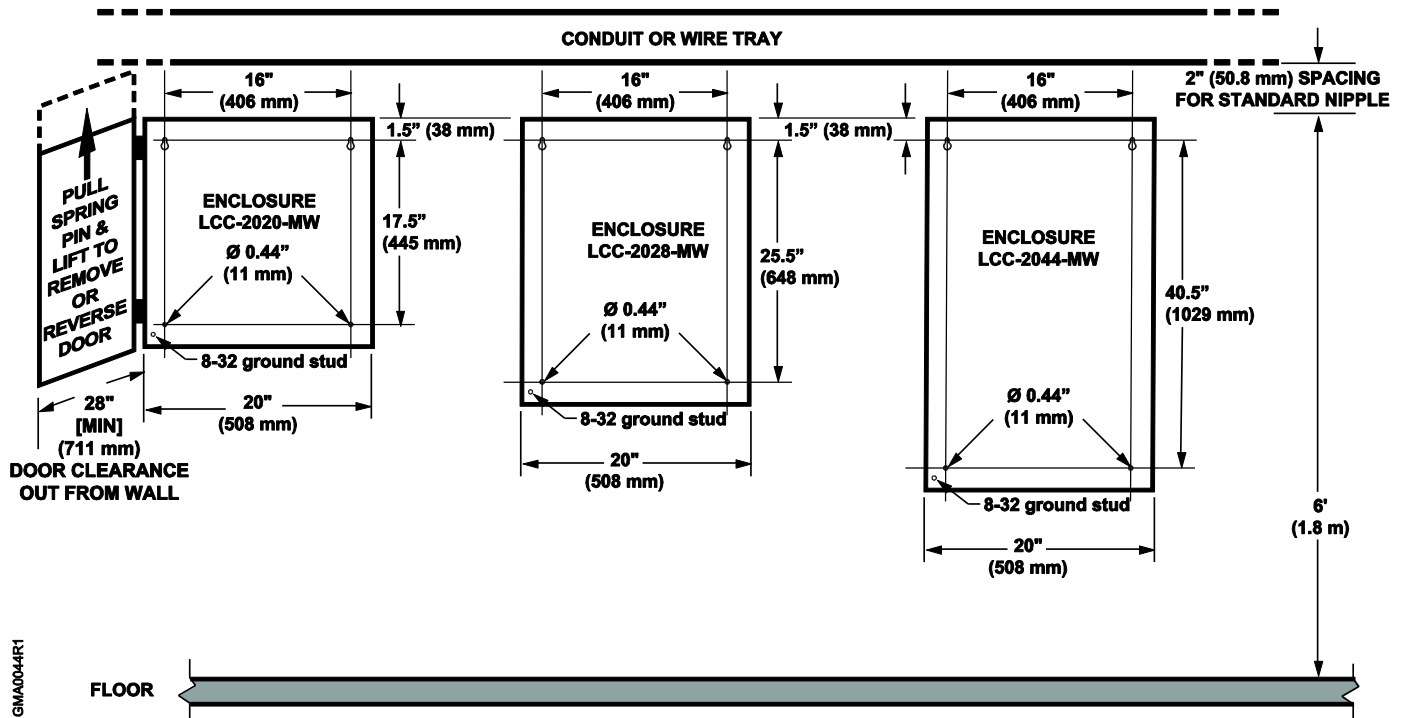 CONDUIT OR WIRE TRAY
16"
(406 mm)
16"
(406 mm)
16"
(406 mm)
2" (50.8 mm) SPACING
FOR STANDARD NIPPLE
1.5” (38 mm)
1.5” (38 mm)
PULL
SPRING
PIN &
LIFT TO
REMOVE
OR
REVERSE
DOOR
ENCLOSURE
LCC-2020-MW
Ø 0.44”
(11 mm)
17.5”
(445 mm)
8-32 ground stud
28"
[MIN]
(711 mm)
DOOR CLEARANCE
OUT FROM WALL
20"
(508 mm)
ENCLOSURE
LCC-2028-MW
Ø 0.44”
(11 mm)
25.5”
(648 mm)
8-32 ground stud
20"
(508 mm)
ENCLOSURE
LCC-2044-MW
Ø 0.44”
(11 mm)
40.5”
(1029 mm)
8-32 ground stud
20"
(508 mm)
6'
(1.8 m)
FLOOR
GMA0044R1